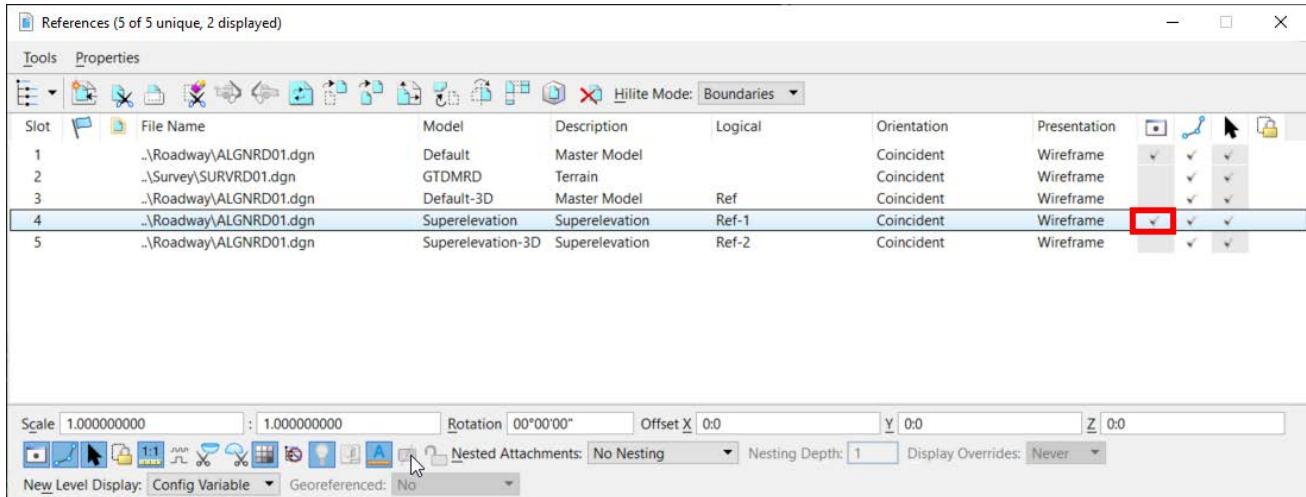 References (5 of 5 unique, 2 displayed)
Tools Properties
Hilite Mode: Boundaries
Slot File Name Model Description Logical Orientation Presentation
1 ..\Roadway\ALGNRD01.dgn Default Master Model Coincident Wireframe
2 ..\Survey\SURVRD01.dgn GTDMRD Terrain Coincident Wireframe
3 ..\Roadway\ALGNRD01.dgn Default-3D Master Model Ref Coincident Wireframe
4 ..\Roadway\ALGNRD01.dgn Superelevation Superelevation Ref-1 Coincident Wireframe
5 ..\Roadway\ALGNRD01.dgn Superelevation-3D Superelevation Ref-2 Coincident Wireframe
Scale 1.000000000 : 1.000000000 Rotation 00°00'00" Offset X 0:0 Y 0:0 Z 0:0
1:1 A Nested Attachments: No Nesting Nesting Depth: 1 Display Overrides: Never
New Level Display: Config Variable Georeferenced: No